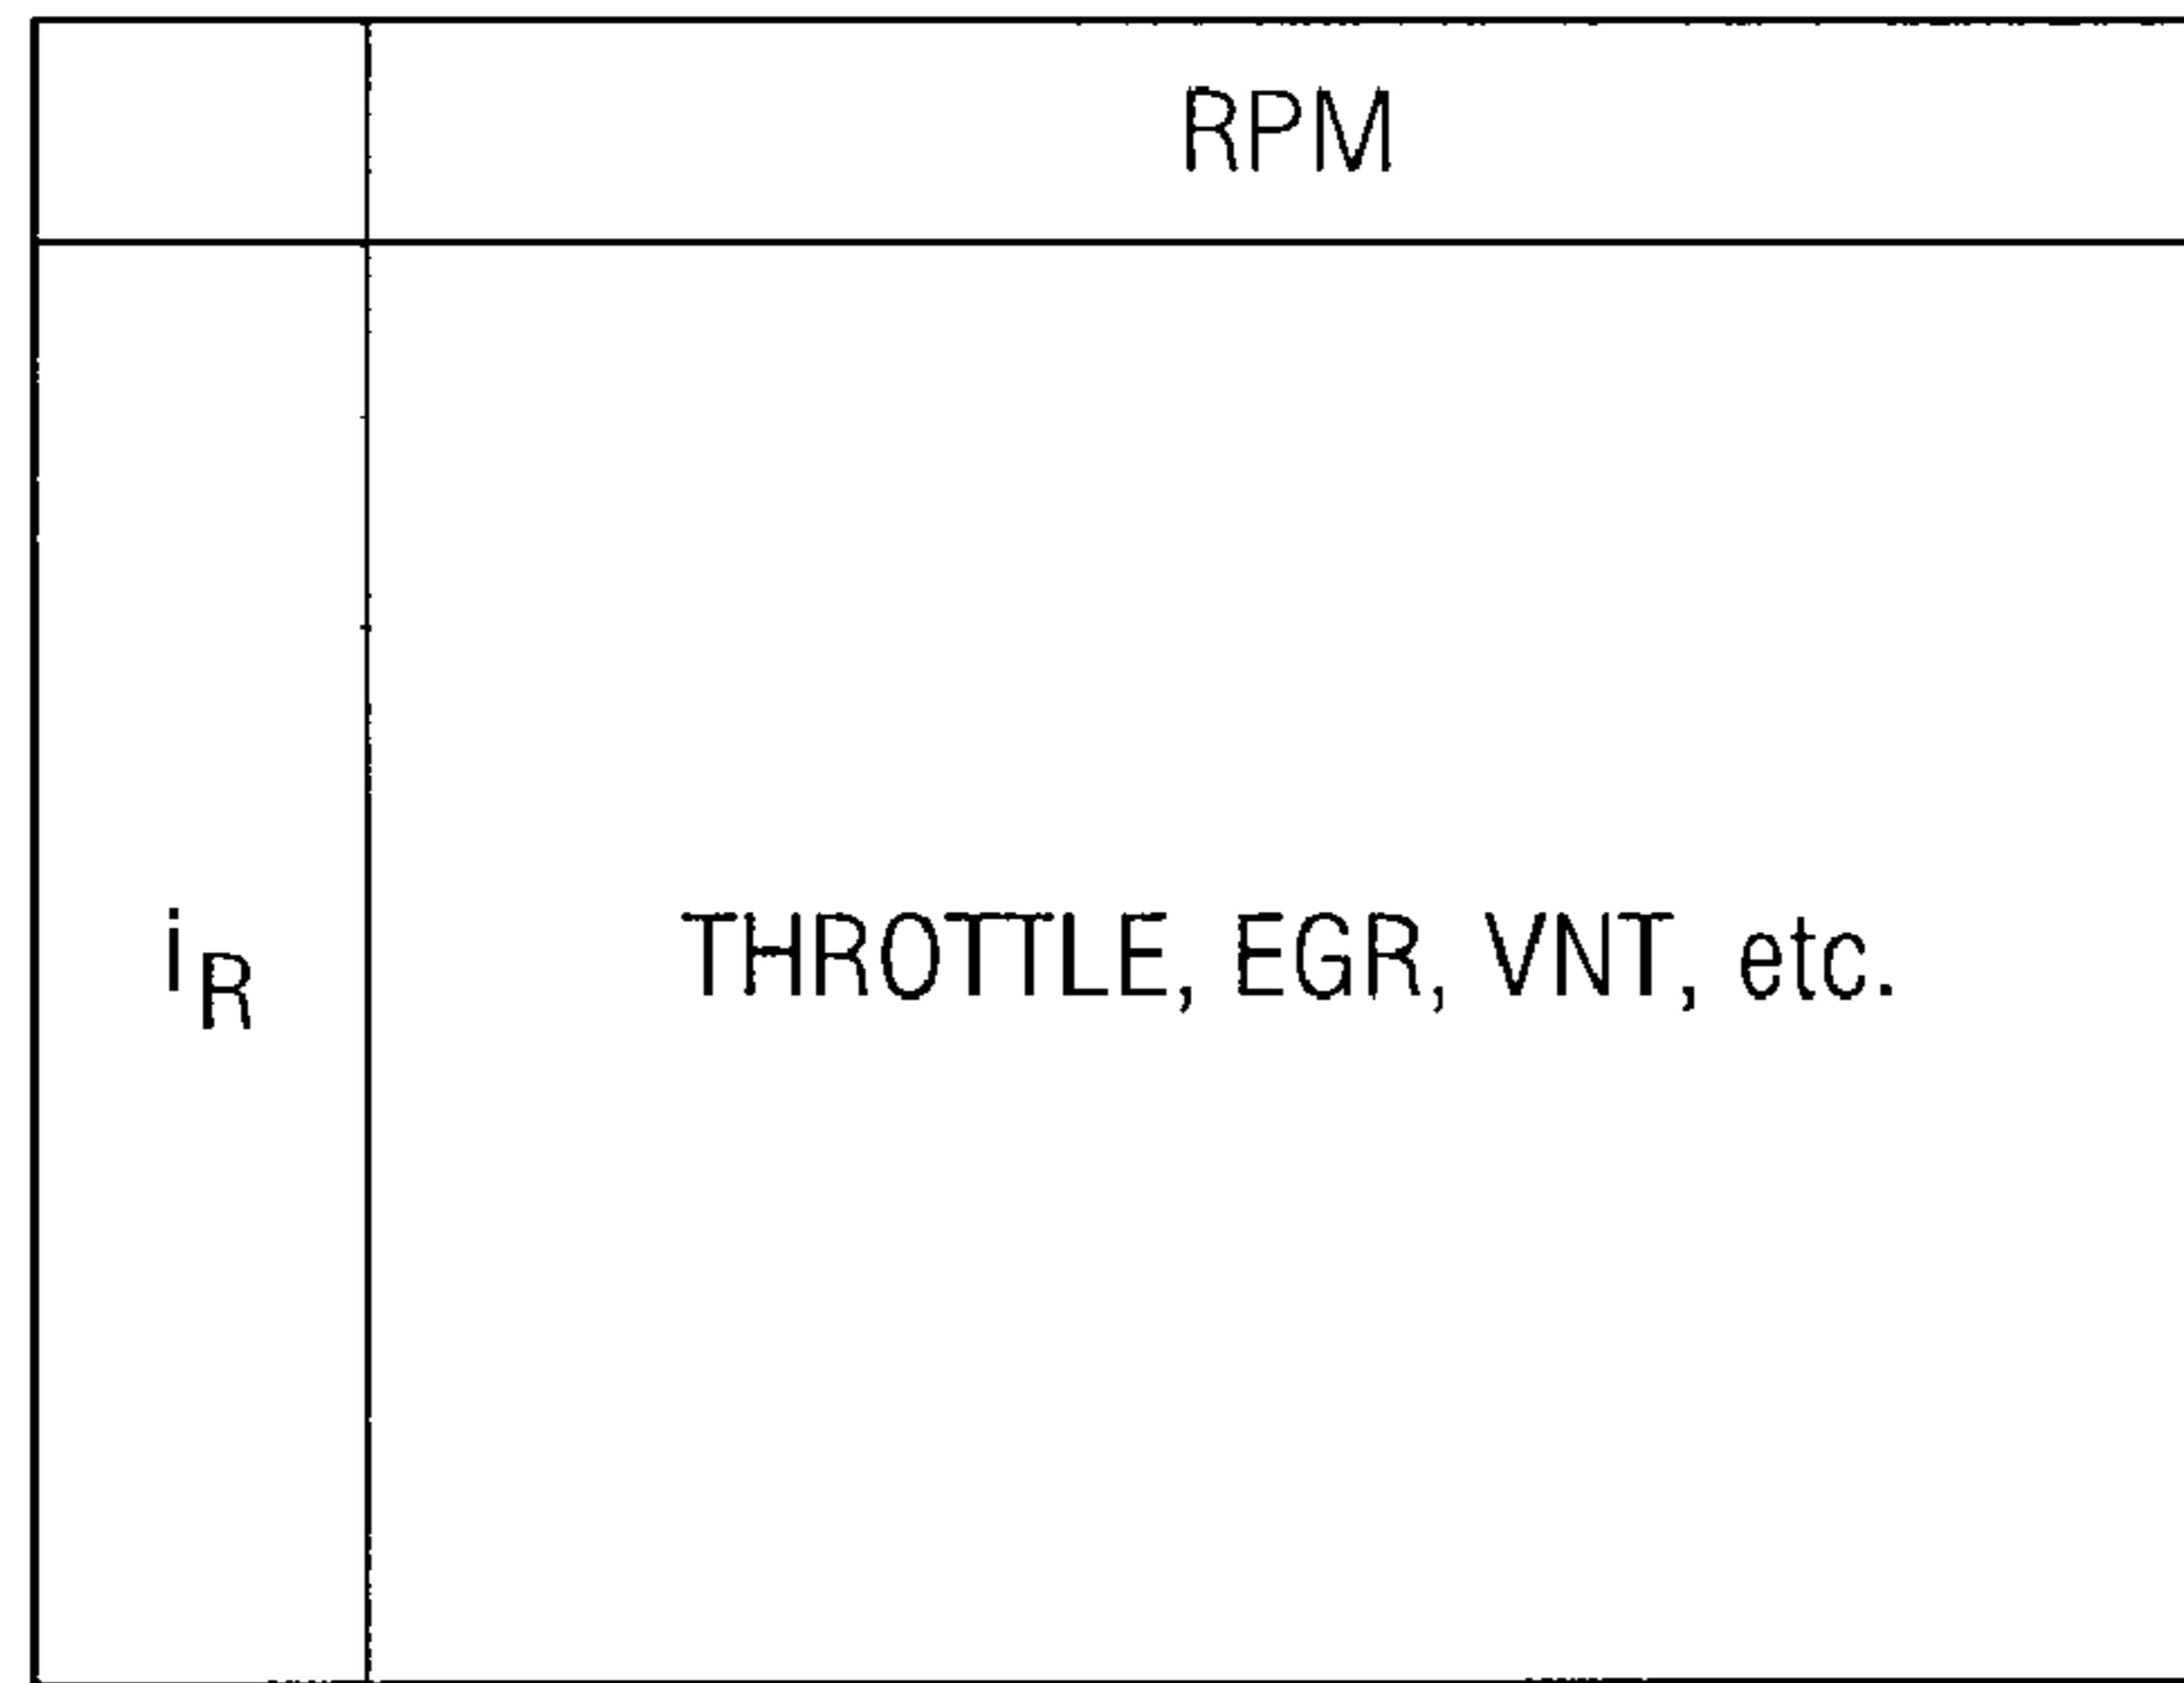 RPM
iR
THROTTLE, EGR, VNT, etc.